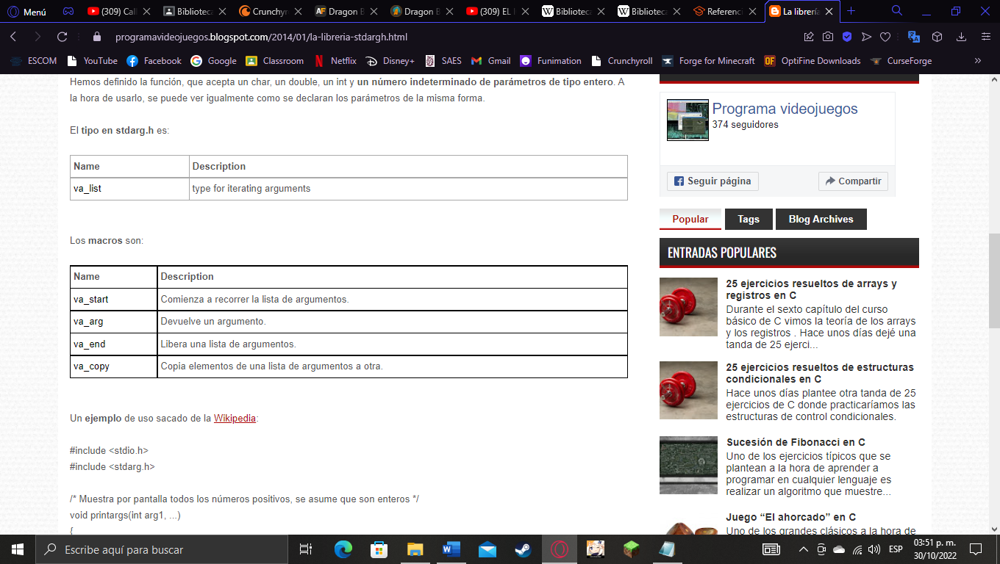 Menú
(309) Cal
Biblioteca
Crunchyr
Dragon B
Dragon B
(309) EL I
Biblioteca
Biblioteca
Referenci
La librería
programavideojuegos.blogspot.com/2014/01/la-libreria-stdargh.html
ESCOM
YouTube
Facebook
Google
Classroom
Netflix
Disney+
SAES
Gmail
Funimation
Crunchyroll
Forge for Minecraft
OptiFine Downloads
CurseForge
Hemos definido la función, que acepta un char, un double, un int y un número indeterminado de parámetros de tipo entero. A
la hora de usarlo, se puede ver igualmente como se declaran los parámetros de la misma forma.
El tipo en stdarg.h es:
Name Description
va_list type for iterating arguments
Los macros son:
Name Description
va_start Comienza a recorrer la lista de argumentos.
va_arg Devuelve un argumento.
va_end Libera una lista de argumentos.
va_copy Copia elementos de una lista de argumentos a otra.
Un ejemplo de uso sacado de la Wikipedia:
#include <stdio.h>
#include <stdarg.h>
/* Muestra por pantalla todos los números positivos, se asume que son enteros */
void printargs(int arg1, ...)
{
Programa videojuegos
374 seguidores
Seguir página
Compartir
Popular
Tags
Blog Archives
ENTRADAS POPULARES
25 ejercicios resueltos de arrays y
registros en C
Durante el sexto capítulo del curso
básico de C vimos la teoría de los arrays
y los registros . Hace unos días dejé una
tanda de 25 ejerci...
25 ejercicios resueltos de estructuras
condicionales en C
Hace unos días plantee otra tanda de 25
ejercicios de C donde practicaríamos las
estructuras de control condicionales.
Sucesión de Fibonacci en C
Uno de los ejercicios típicos que se
plantean a la hora de aprender a
programar en cualquier lenguaje es
realizar un algoritmo que muestre...
Juego “El ahorcado” en C
Uno de los grandes clásicos a la hora de
Escribe aquí para buscar
ESP
03:51 p. m.
30/10/2022